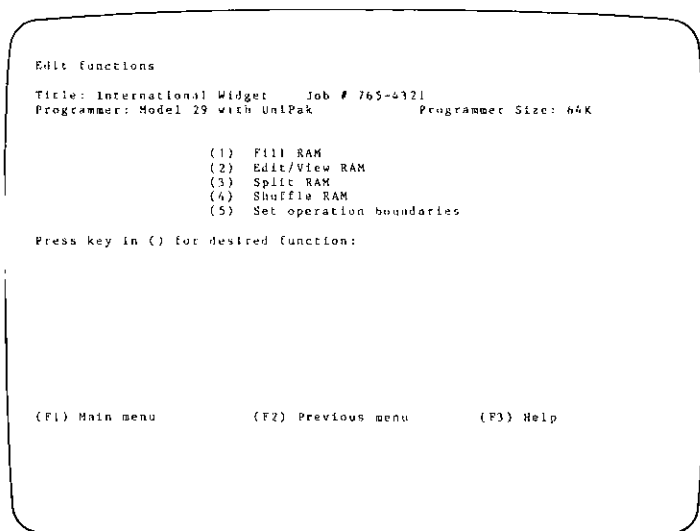 Edit functions
Title: International Widget Job # 765-4321
Programmer: Model 29 with UniPak Programmer Size: 64K
(1) Fill RAM
(2) Edit/View RAM
(3) Split RAM
(4) Shuffle RAM
(5) Set operation boundaries
Press key in () for desired function:
(F1) Main menu (F2) Previous menu (F3) Help